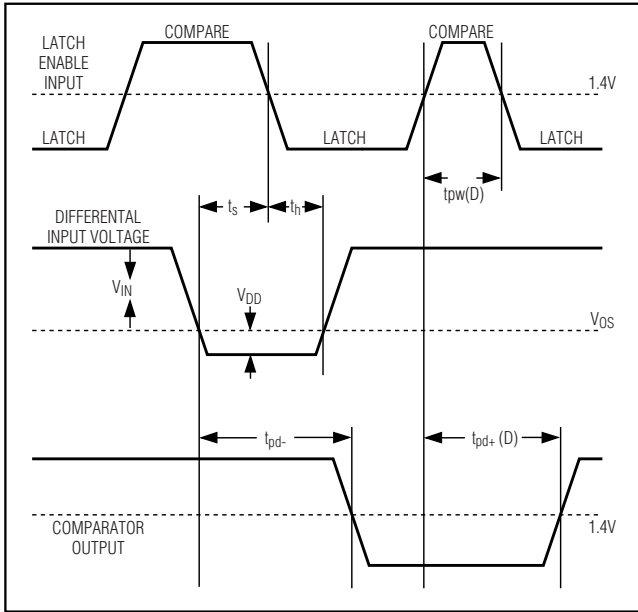 COMPARE
COMPARE
LATCH
ENABLE
INPUT
1.4V
LATCH
LATCH
LATCH
tpw(D)
ts
th
DIFFERENTAL
INPUT VOLTAGE
VIN
VDD
VOS
tpd-
tpd+ (D)
1.4V
COMPARATOR
OUTPUT